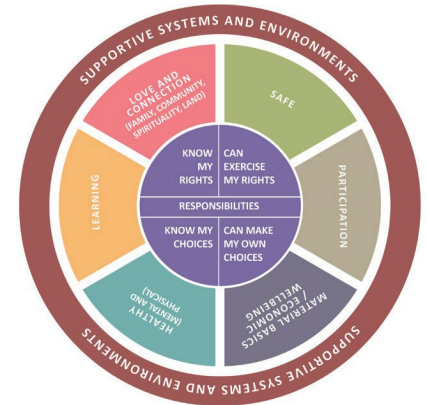 SUPPORTIVE SYSTEMS AND ENVIRONMENTS
LOVE AND
CONNECTION
(FAMILY, COMMUNITY,
SPIRITUALITY, LAND)
SAFE
LEARNING
KNOW
MY
RIGHTS
CAN
EXERCISE
MY RIGHTS
RESPONSIBILITIES
KNOW MY
CHOICES
CAN MAKE
MY OWN
CHOICES
PARTICIPATION
HEALTHY
(MENTAL AND
PHYSICAL)
MATERIAL BASICS
/ ECONOMIC
WELLBEING
SUPPORTIVE SYSTEMS AND ENVIRONMENTS